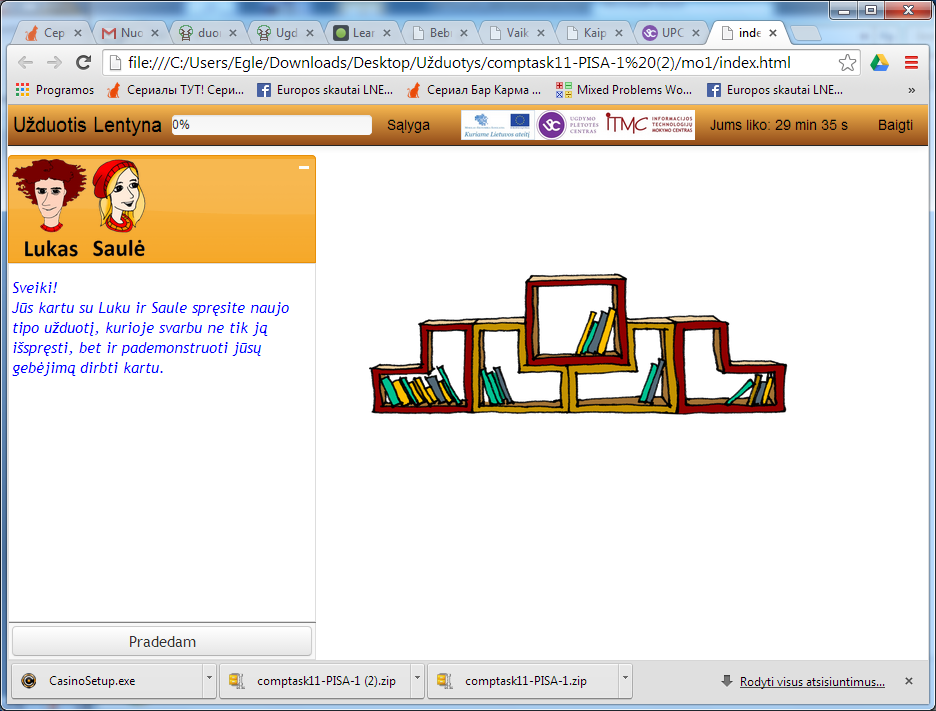 Сер
Nuo
duor
Ugd
Lear
Bebr
Vaik
Kaip
UPC
inde
file:///C:/Users/Egle/Downloads/Desktop/Užduotys/comptask11-PISA-1%20(2)/mo1/index.html
Programos
Сериалы ТУТ! Сери...
Europos skautai LNE...
Сериал Бар Карма ...
Mixed Problems Wo...
Europos skautai LNE...
»
Užduotis Lentyna
0%
Sąlyga
Kuriame Lietuvos ateitį
UGDYMO
PLĖTOTĖS
CENTRAS
ITMC
INFORMACIJOS
TECHNOLOGIJŲ
MOKYMO CENTRAS
Jums liko: 29 min 35 s
Baigti
Lukas Saulė
Sveiki!
Jūs kartu su Luku ir Saule spręsite naujo
tipo užduotį, kurioje svarbu ne tik ją
išspręsti, bet ir pademonstruoti jūsų
gebėjimą dirbti kartu.
Pradedam
CasinoSetup.exe
comptask11-PISA-1 (2).zip
comptask11-PISA-1.zip
Rodyti visus atsisiuntimus...